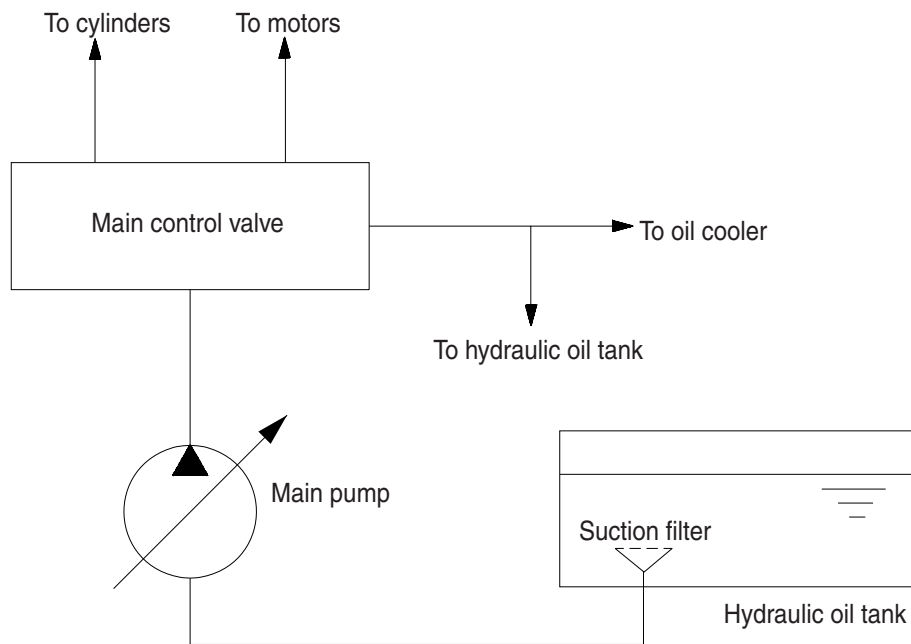 To cylinders
To motors
Main control valve
To oil cooler
To hydraulic oil tank
Main pump
Suction filter
Hydraulic oil tank